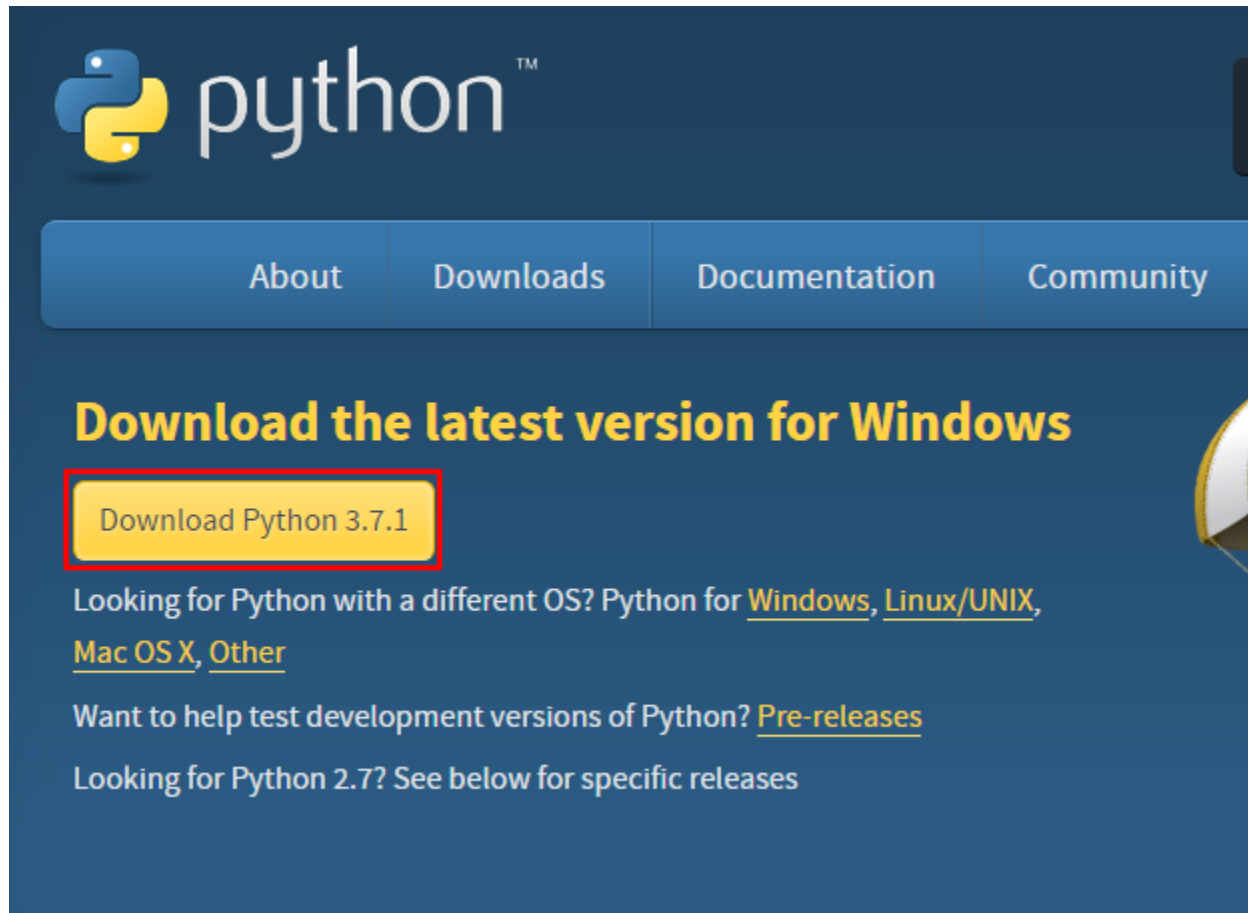 python™
About Downloads Documentation Community
Download the latest version for Windows
Download Python 3.7.1
Looking for Python with a different OS? Python for Windows, Linux/UNIX,
Mac OS X, Other
Want to help test development versions of Python? Pre-releases
Looking for Python 2.7? See below for specific releases